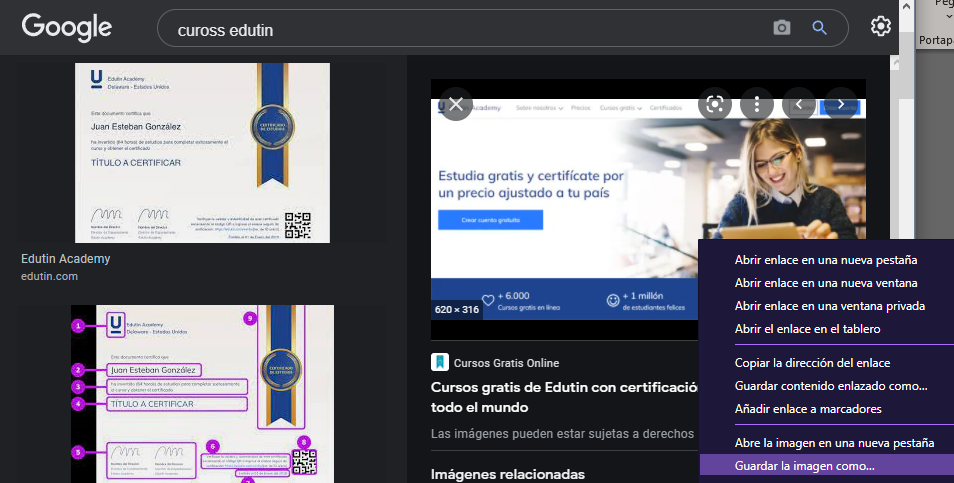 Google
cuross edutin
Peg
Portap
Edutin Academy
Delaware - Estados Unidos
Este documento certifica que
Juan Esteban González
ha invertido (64 horas) de estudios para completar exitosamente el
curso y obtener el certificado
TÍTULO A CERTIFICAR
CERTIFICADO
DE ESTUDIOS
Nombre del Director
Nombre del Director
Edutin Academy
edutin.com
1
Edutin Academy
Delaware - Estados Unidos
9
Este documento certifica que
2
Juan Esteban González
3
ha invertido (64 horas) de estudios para completar exitosamente
el curso y obtener el certificado.
4
TÍTULO A CERTIFICAR
CERTIFICADO
DE ESTUDIOS
5
6
8
Academy
Sobre nosotros
Precios
Cursos gratis
Certificados
Estudia gratis y certifícate por
un precio ajustado a tu país
Crear cuenta gratuita
620 × 316
+ 6.000
Cursos gratis en línea
+ 1 millón
de estudiantes felices
Cursos Gratis Online
Cursos gratis de Edutin con certificació
todo el mundo
Las imágenes pueden estar sujetas a derechos
Imágenes relacionadas
Abrir enlace en una nueva pestaña
Abrir enlace en una nueva ventana
Abrir enlace en una ventana privada
Abrir el enlace en el tablero
Copiar la dirección del enlace
Guardar contenido enlazado como...
Añadir enlace a marcadores
Abre la imagen en una nueva pestaña
Guardar la imagen como...